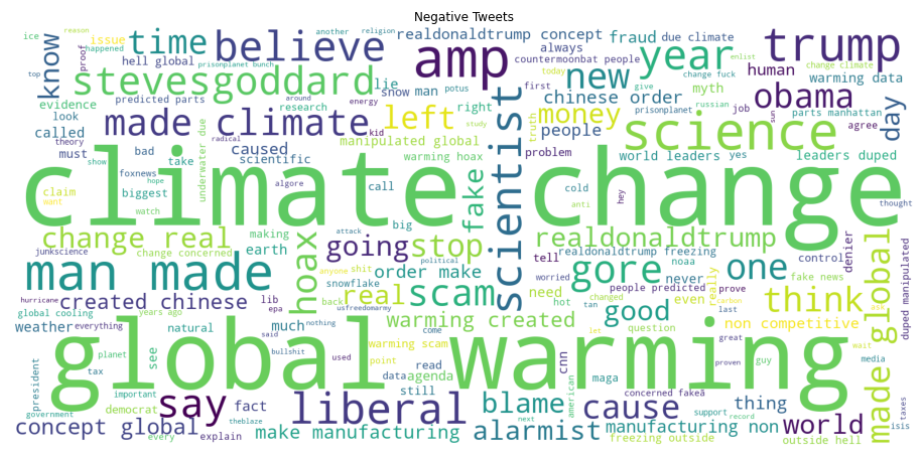 Negative Tweets
ice
reason
time
believe
another
religion
realdonaldtrump concept
fraud
due climate
trump
know
issue
proof
happened
hell global
prisonplanet bunch
amp
always
countermoonbat people
year
enlist
top
stevesgoddard
lie
new
today
change fuck
give
change climate
human
warming data
evidence
predicted parts
around
energy
potus
snow man
first
chinese order
prisonplanet
myth
obama
look
research
right
money
russian
job
sun
parts manhattan
day
made climate
manipulated global
left
people
truth
science
agree
called
theory
caused
kid
scientist
problem
must
bad
scientific
warming hoax
world leaders
yes
leaders duped
show
foxnews
take
underwater due
radical
fake
climate change
hope
claim
want
biggest
algore
call
cold
anti
hey
thought
watch
big
change real
making
hoax
attack
going
stop
realdonaldtrump
denier
made global
junkscience
change concerned
earth
political
tell
realdonaldtrump freezing
noaa
control
man made
anyone
shit
order make
worried
people predicted
never
really
prove
gore
one
fake news
duped manipulated
hurricane
snowflake
real
scam
need
hot
changed
even
carbon
think
created chinese
lib
back
tan
last
global cooling
years ago
epa
usfreedomarmy
good
weather
everything
natural
much
said
nothing
warming created
come
let
question
non competitive
ask
see
warming scam
cnn
great
wait
global warming
planet
bullshit
used
point
read
guy
proven
media
president
tax
data
agenda
american
maga
concerned fakeâ
important
still
say
liberal
blame
cause
thing
democrat
fact
support
record
taxes
government
theblaze
next
world
isis
concept global
every
explain
make manufacturing
alarmist
manufacturing non
freezing outside
outside hell